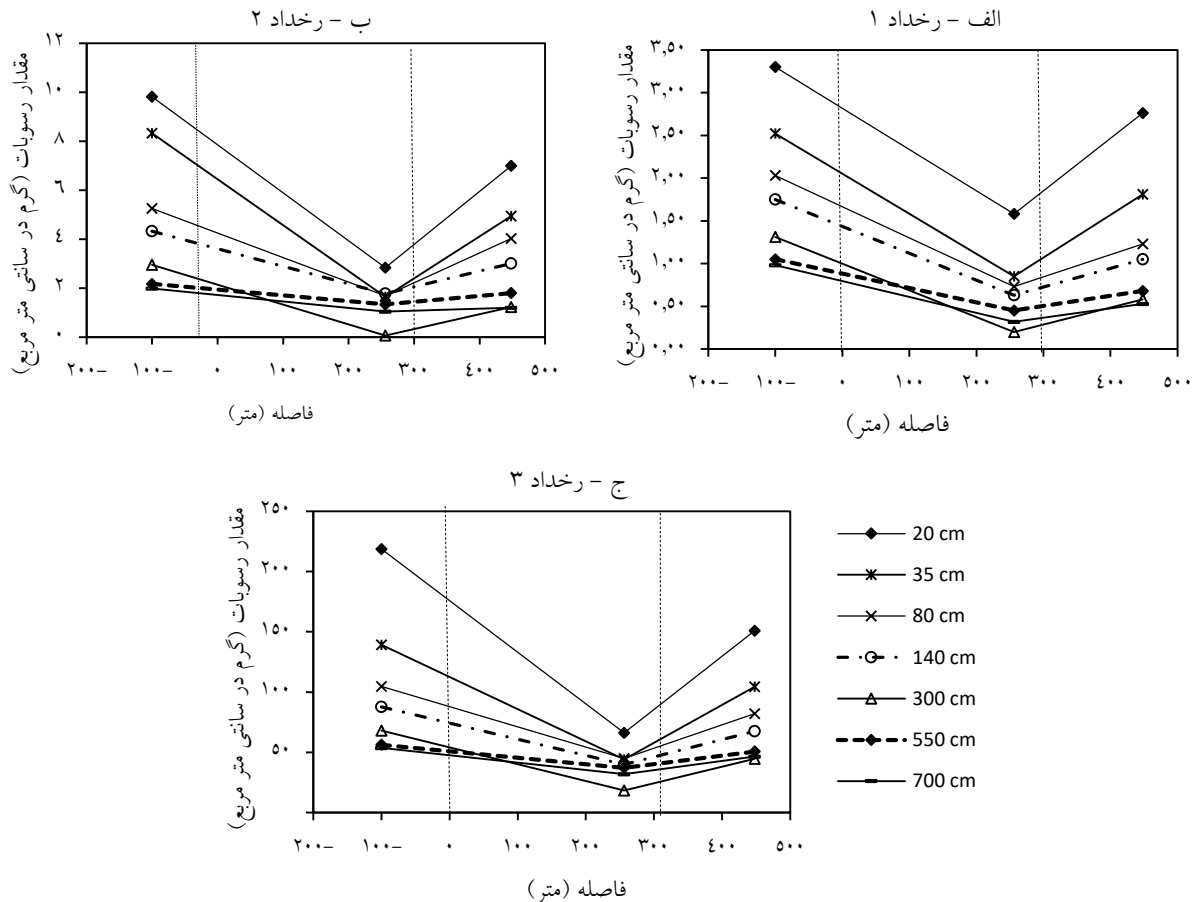 الف - رخداد ۱
مقدار رسوبات (گرم در سانتی متر مربع)
۳,۵۰
۳,۰۰
۲,۵۰
۲,۰۰
۱,۵۰
۱,۰۰
۰,۵۰
۰,۰۰
۲۰۰-
۱۰۰-
۰
۱۰۰
۲۰۰
۳۰۰
۴۰۰
۵۰۰
فاصله (متر)
ب - رخداد ۲
مقدار رسوبات (گرم در سانتی متر مربع)
۱۲
۱۰
۸
۶
۴
۲
۰
۲۰۰-
۱۰۰-
۰
۱۰۰
۲۰۰
۳۰۰
۴۰۰
۵۰۰
فاصله (متر)
ج - رخداد ۳
مقدار رسوبات (گرم در سانتی متر مربع)
۲۵۰
۲۰۰
۱۵۰
۱۰۰
۵۰
۲۰۰-
۱۰۰-
۰
۱۰۰
۲۰۰
۳۰۰
۴۰۰
۵۰۰
فاصله (متر)
20 cm
35 cm
80 cm
140 cm
300 cm
550 cm
700 cm